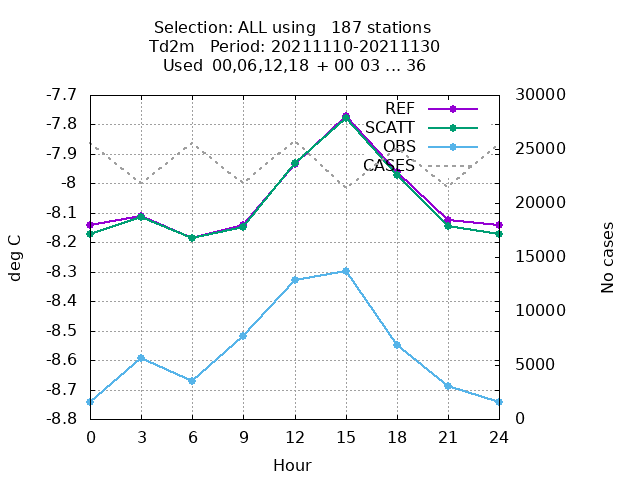 Selection: ALL using   187 stations
Td2m   Period: 20211110-20211130
Used  00,06,12,18 + 00 03 ... 36
-7.7
-7.8
-7.9
-8
-8.1
-8.2
-8.3
-8.4
-8.5
-8.6
-8.7
-8.8
deg C
REF
SCATT
OBS
CASES
30000
25000
20000
15000
10000
5000
0
No cases
0
3
6
9
12
15
18
21
24
Hour